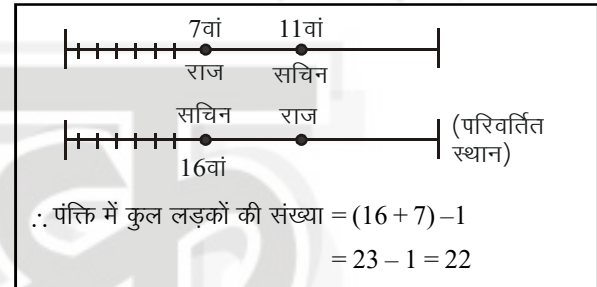 7वां 11वां
राज सचिन
सचिन राज
16वां
(परिवर्तित
स्थान)
∴ पंक्ति में कुल लड़कों की संख्या = (16 + 7) –1
= 23 – 1 = 22